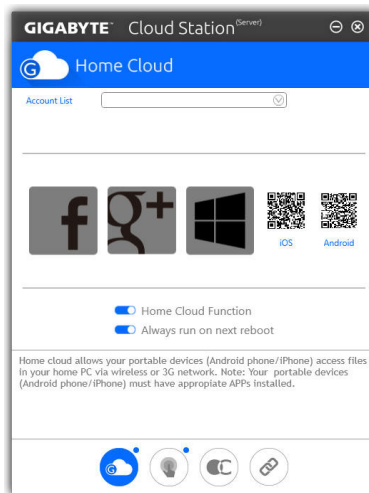 GIGABYTE™ Cloud Station (Server)
G Home Cloud
Account List
f g+
iOS Android
Home Cloud Function
Always run on next reboot
Home cloud allows your portable devices (Android phone/iPhone) access files
in your home PC via wireless or 3G network. Note: Your portable devices
(Android phone/iPhone) must have appropiate APPs installed.
G